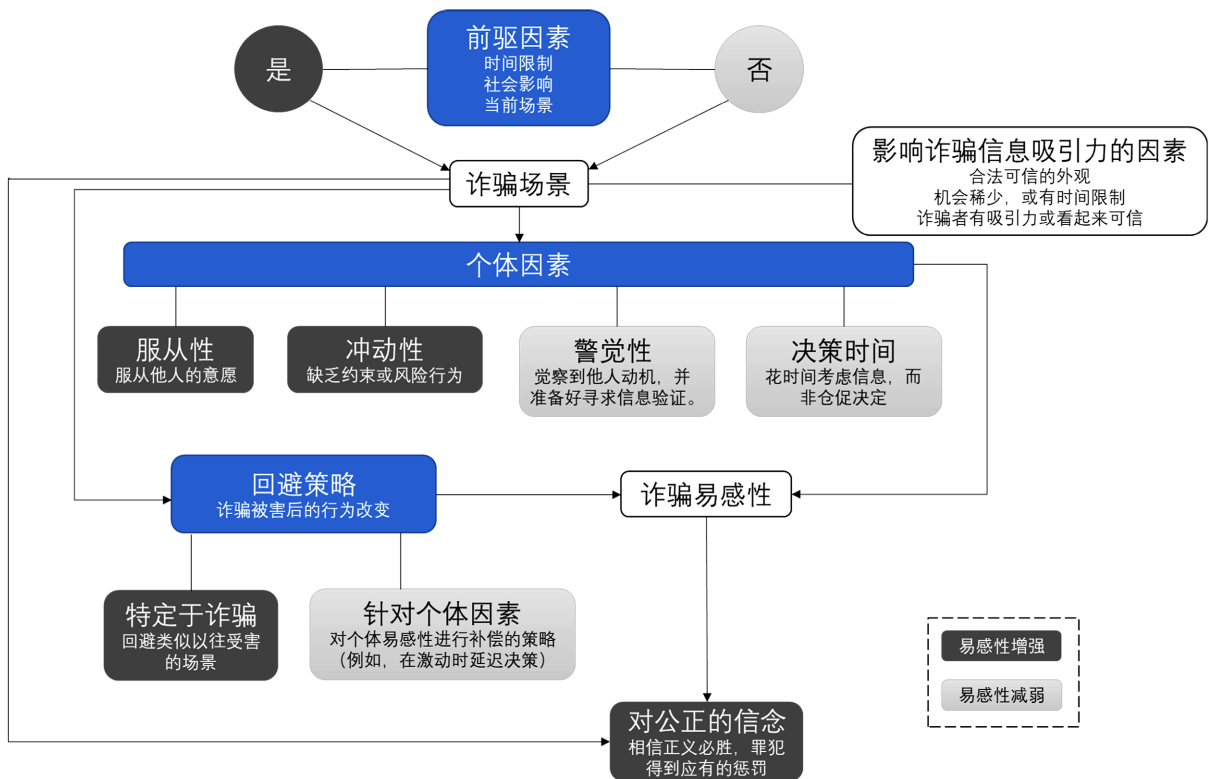 前驱因素
时间限制
社会影响
当前场景
是
否
影响诈骗信息吸引力的因素
合法可信的外观
机会稀少，或有时间限制
诈骗者有吸引力或看起来可信
诈骗场景
个体因素
服从性
服从他人的意愿
冲动性
缺乏约束或风险行为
警觉性
觉察到他人动机，并
准备好寻求信息验证。
决策时间
花时间考虑信息，而
非仓促决定
回避策略
诈骗被害后的行为改变
诈骗易感性
特定于诈骗
回避类似以往受害
的场景
针对个体因素
对个体易感性进行补偿的策略
（例如，在激动时延迟决策）
易感性增强
易感性减弱
对公正的信念
相信正义必胜，罪犯
得到应有的惩罚